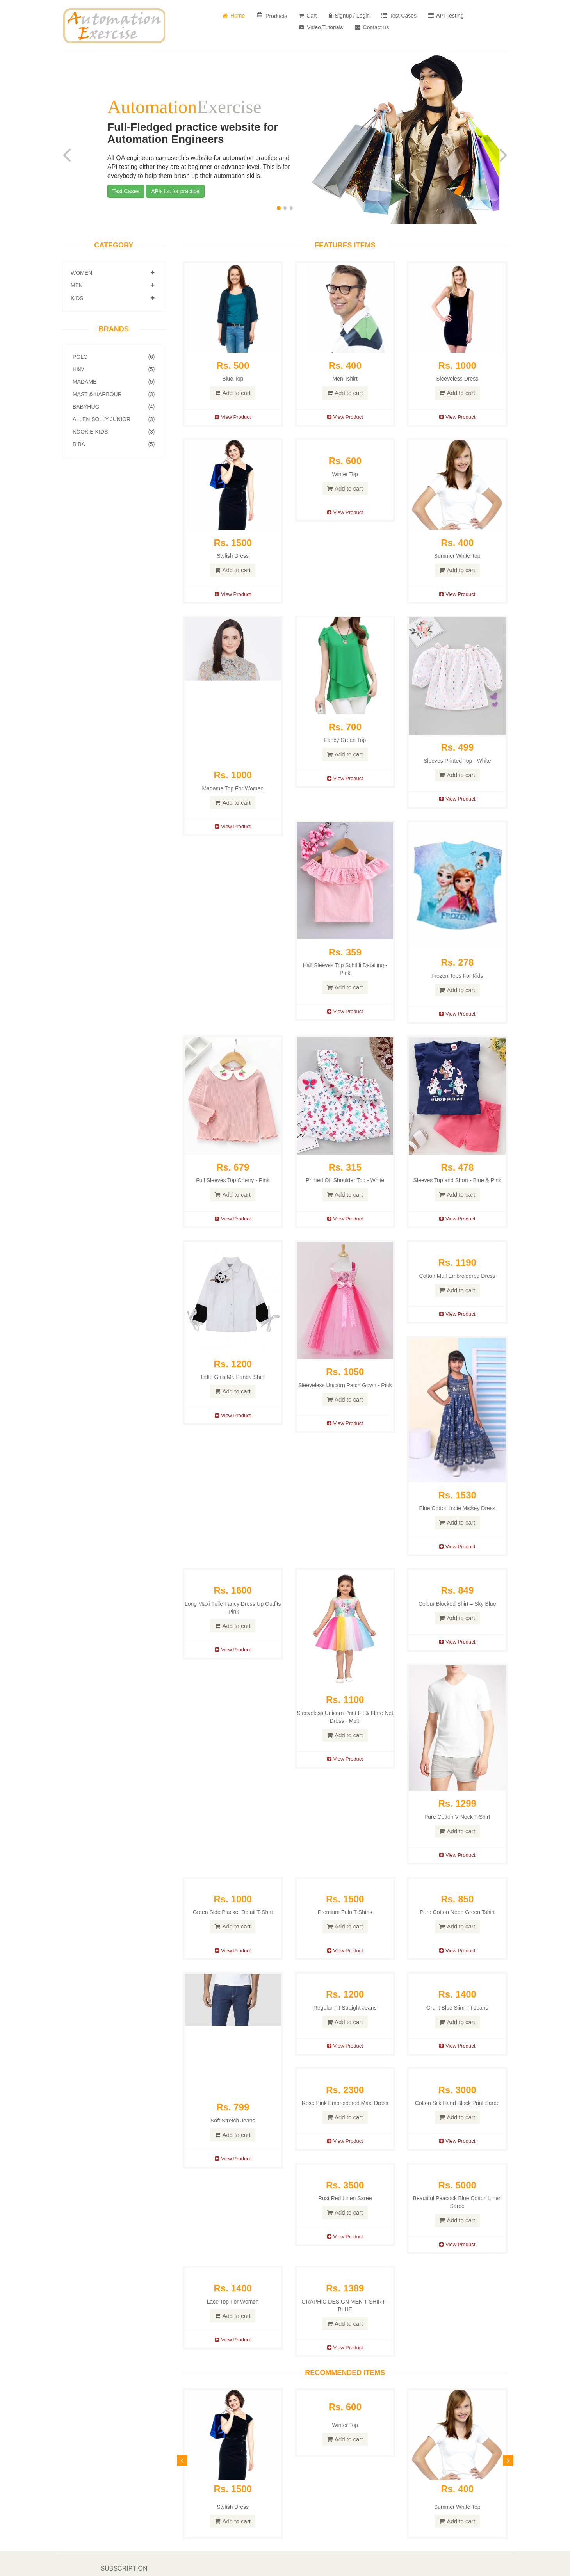 Automation
Exercise
Home
Products
Cart
Signup / Login
Test Cases
API Testing
Video Tutorials
Contact us
AutomationExercise
Full-Fledged practice website for
Automation Engineers
All QA engineers can use this website for automation practice and
API testing either they are at beginner or advance level. This is for
everybody to help them brush up their automation skills.
Test Cases
APIs list for practice
CATEGORY
WOMEN
MEN
KIDS
BRANDS
POLO (6)
H&M (5)
MADAME (5)
MAST & HARBOUR (3)
BABYHUG (4)
ALLEN SOLLY JUNIOR (3)
KOOKIE KIDS (3)
BIBA (5)
FEATURES ITEMS
Rs. 500
Blue Top
Add to cart
View Product
Rs. 400
Men Tshirt
Add to cart
View Product
Rs. 1000
Sleeveless Dress
Add to cart
View Product
Rs. 1500
Stylish Dress
Add to cart
View Product
Rs. 600
Winter Top
Add to cart
View Product
Rs. 400
Summer White Top
Add to cart
View Product
Rs. 1000
Madame Top For Women
Add to cart
View Product
Rs. 700
Fancy Green Top
Add to cart
View Product
Rs. 499
Sleeves Printed Top - White
Add to cart
View Product
Rs. 359
Half Sleeves Top Schiffli Detailing -
Pink
Add to cart
View Product
FROZEN
Rs. 278
Frozen Tops For Kids
Add to cart
View Product
Rs. 679
Full Sleeves Top Cherry - Pink
Add to cart
View Product
Rs. 315
Printed Off Shoulder Top - White
Add to cart
View Product
Rs. 478
Sleeves Top and Short - Blue & Pink
Add to cart
View Product
Rs. 1200
Little Girls Mr. Panda Shirt
Add to cart
View Product
Rs. 1050
Sleeveless Unicorn Patch Gown - Pink
Add to cart
View Product
Rs. 1190
Cotton Mull Embroidered Dress
Add to cart
View Product
Rs. 1530
Blue Cotton Indie Mickey Dress
Add to cart
View Product
Rs. 1600
Long Maxi Tulle Fancy Dress Up Outfits
-Pink
Add to cart
View Product
Rs. 1100
Sleeveless Unicorn Print Fit & Flare Net
Dress - Multi
Add to cart
View Product
Rs. 849
Colour Blocked Shirt – Sky Blue
Add to cart
View Product
Rs. 1299
Pure Cotton V-Neck T-Shirt
Add to cart
View Product
Rs. 1000
Green Side Placket Detail T-Shirt
Add to cart
View Product
Rs. 1500
Premium Polo T-Shirts
Add to cart
View Product
Rs. 850
Pure Cotton Neon Green Tshirt
Add to cart
View Product
Rs. 799
Soft Stretch Jeans
Add to cart
View Product
Rs. 1200
Regular Fit Straight Jeans
Add to cart
View Product
Rs. 1400
Grunt Blue Slim Fit Jeans
Add to cart
View Product
Rs. 2300
Rose Pink Embroidered Maxi Dress
Add to cart
View Product
Rs. 3000
Cotton Silk Hand Block Print Saree
Add to cart
View Product
Rs. 3500
Rust Red Linen Saree
Add to cart
View Product
Rs. 5000
Beautiful Peacock Blue Cotton Linen
Saree
Add to cart
View Product
Rs. 1400
Lace Top For Women
Add to cart
View Product
Rs. 1389
GRAPHIC DESIGN MEN T SHIRT -
BLUE
Add to cart
View Product
RECOMMENDED ITEMS
Rs. 1500
Stylish Dress
Add to cart
Rs. 600
Winter Top
Add to cart
Rs. 400
Summer White Top
Add to cart
SUBSCRIPTION